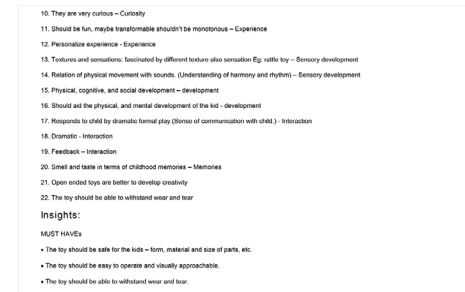 10. They are very curious – Curiosity
11. Should be fun, maybe transformable shouldn't be monotonous – Experience
12. Personalize experience - Experience
13. Textures and sensations: fascinated by different texture also sensation Eg: rattle toy – Sensory development
14. Relation of physical movement with sounds. (Understanding of harmony and rhythm) – Sensory development
15. Physical, cognitive, and social development – development
16. Should aid the physical, and mental development of the kid - development
17. Responds to child by dramatic formal play.(Sense of communication with child.) - Interaction
18. Dramatic - Interaction
19. Feedback – Interaction
20. Smell and taste in terms of childhood memories – Memories
21. Open ended toys are better to develop creativity
22. The toy should be able to withstand wear and tear
Insights:
MUST HAVEs
• The toy should be safe for the kids – form, material and size of parts, etc.
• The toy should be easy to operate and visually approachable.
• The toy should be able to withstand wear and tear.